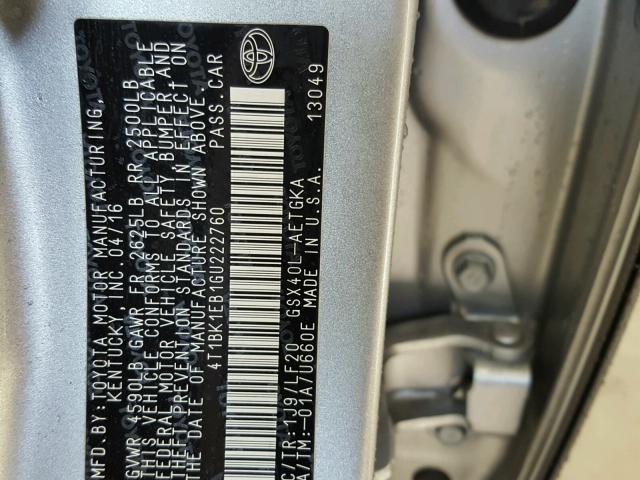 MFD.BY:TOYOTA MOTOR MANUFACTURING,
KENTUCKY, INC. 04/16
GVWR 4590LB GAWR FR 2625LB RR 2500LB
THIS VEHICLE CONFORMS TO ALL APPLICABLE
FEDERAL MOTOR VEHICLE SAFETY, BUMPER, AND
THEFT PREVENTION STANDARDS IN EFFECT ON
THE DATE OF MANUFACTURE SHOWN ABOVE.
4T1BK1EB1GU222760 PASS.CAR
C/TR:1J9/LF20 GSX40L-AETGKA
A/TM:-01A/U660E MADE IN U.S.A. 13049